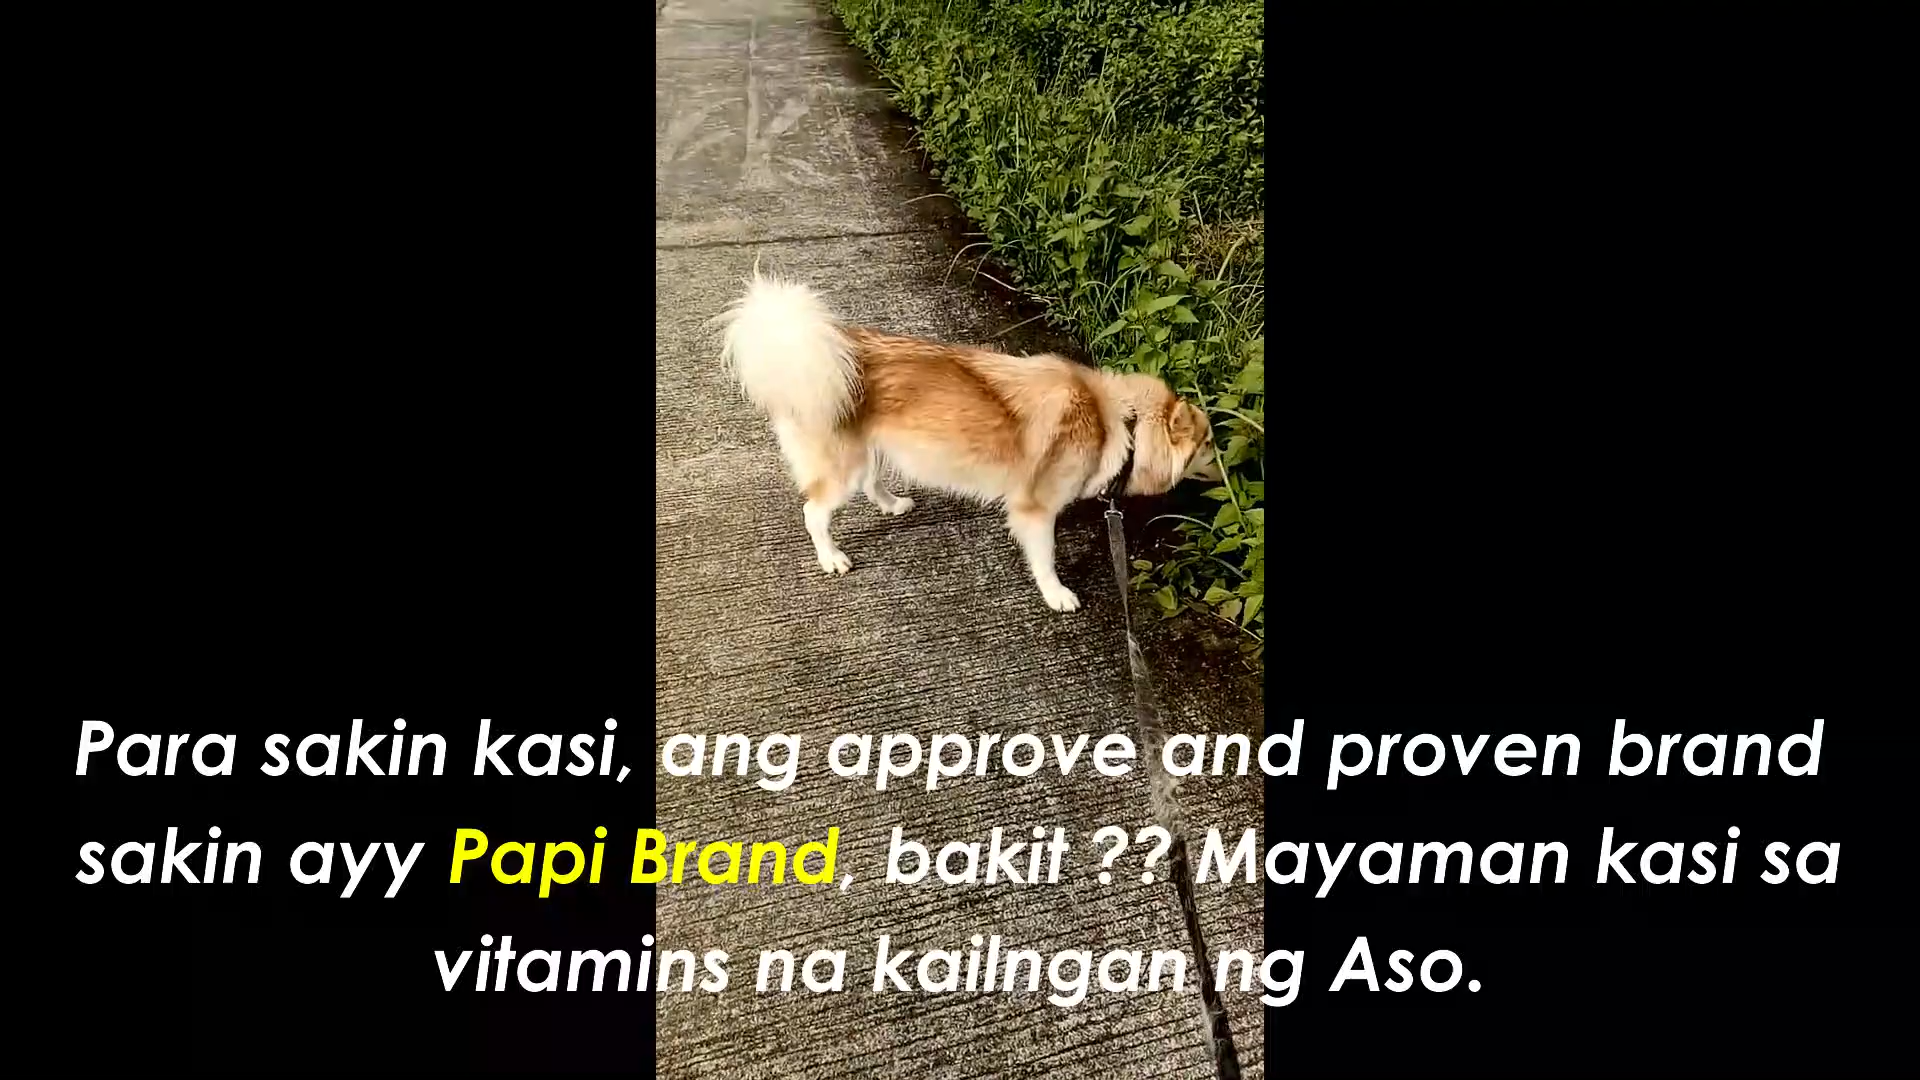 Para sakin kasi, ang approve and proven brand
sakin ayy Papi Brand, bakit ?? Mayaman kasi sa
vitamins na kailngan ng Aso.